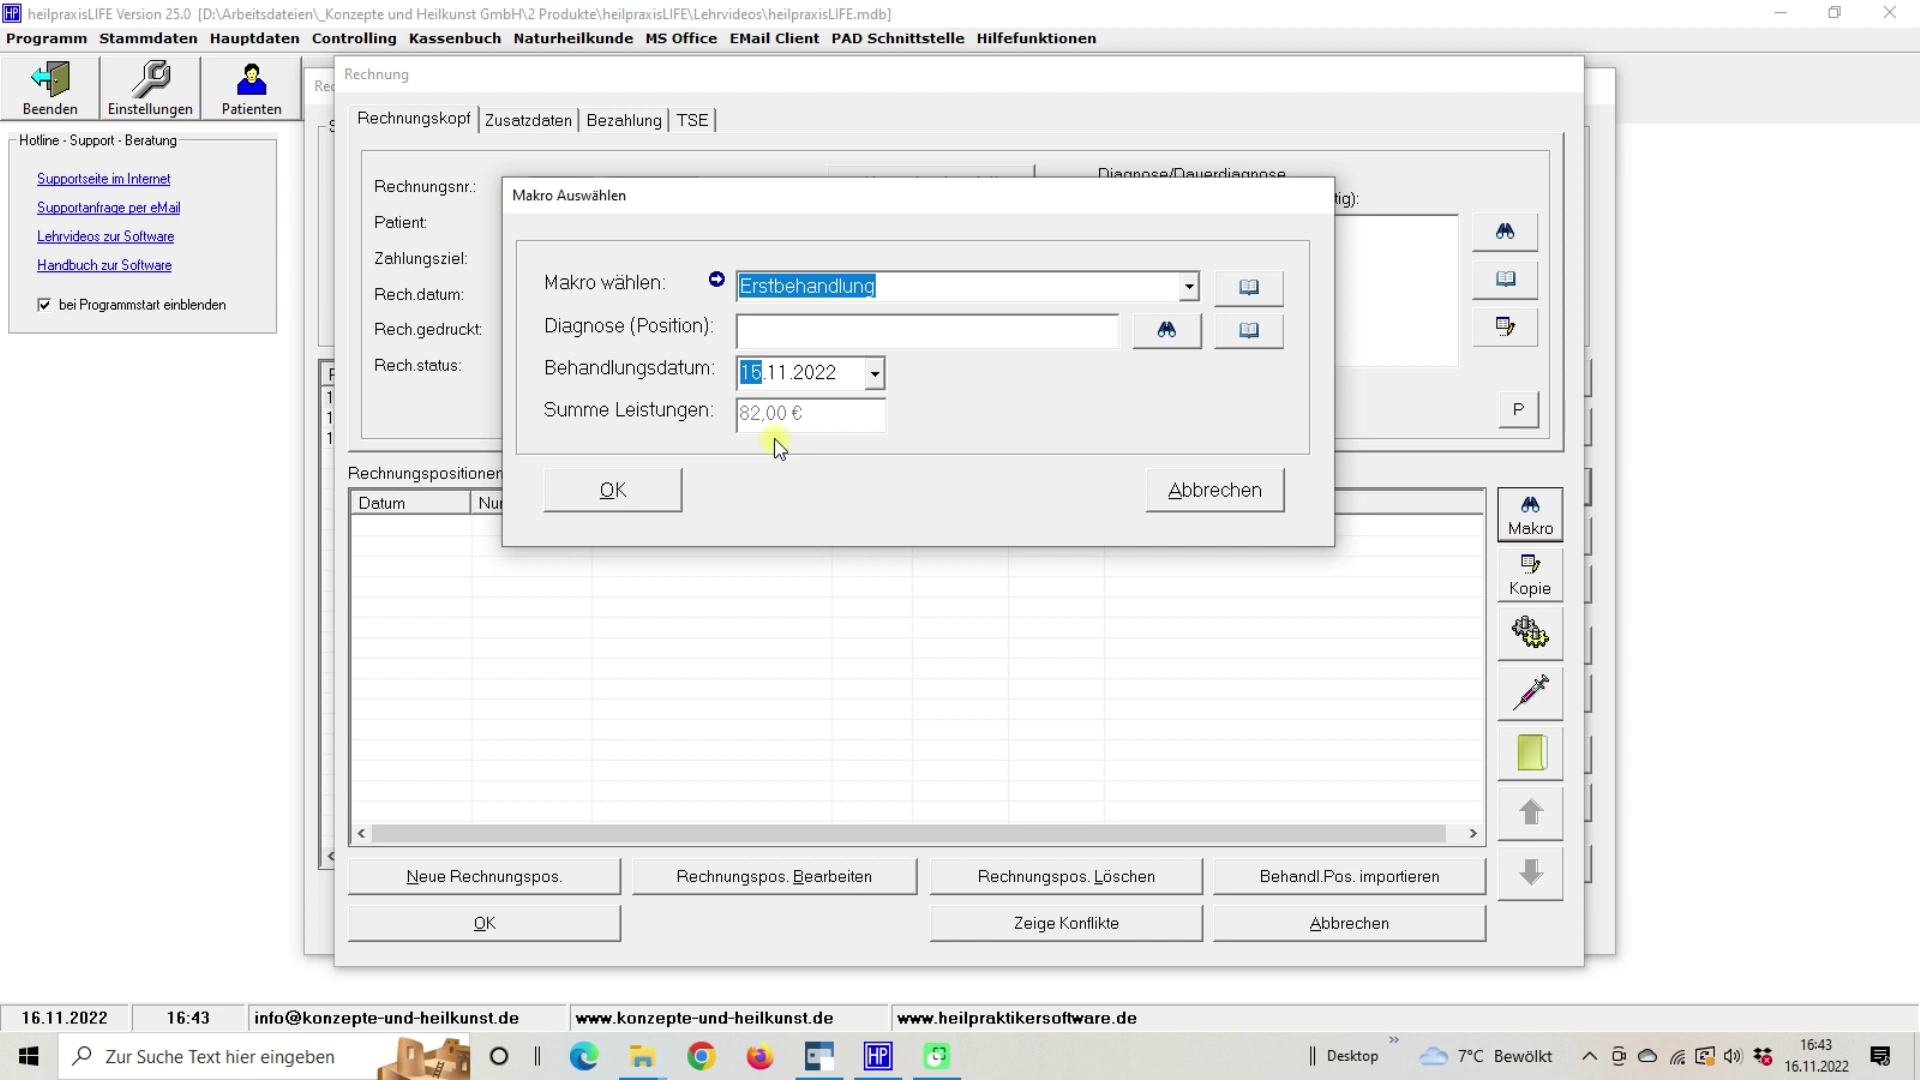 heilpraxisLIFE Version 25.0 [D:\Arbeitsdateien\_Konzepte und Heilkunst GmbH\2 Produkte\heilpraxisLIFE\Lehrvideos\heilpraxisLIFE.mdb]
Programm Stammdaten Hauptdaten Controlling Kassenbuch Naturheilkunde MS Office EMail Client PAD Schnittstelle Hilfefunktionen
Beenden Einstellungen Patienten
Rechnung
Hotline - Support - Beratung
Supportseite im Internet
Supportanfrage per eMail
Lehrvideos zur Software
Handbuch zur Software
bei Programmstart einblenden
Rechnungskopf Zusatzdaten Bezahlung TSE
Rechnungsnr.:
Patient:
Zahlungsziel:
Rech.datum:
Rech.gedruckt:
Rech.status:
Diagnose/Dauerdiagnose
tig):
P
Makro Auswählen
Makro wählen: Erstbehandlung
Diagnose (Position):
Behandlungsdatum: 15.11.2022
Summe Leistungen: 82,00 €
OK Abbrechen
Rechnungspositionen
Datum Nu
Makro
Kopie
Neue Rechnungspos. Rechnungspos. Bearbeiten Rechnungspos. Löschen Behandl.Pos. importieren
OK Zeige Konflikte Abbrechen
16.11.2022 16:43 info@konzepte-und-heilkunst.de www.konzepte-und-heilkunst.de www.heilpraktikersoftware.de
HP
Zur Suche Text hier eingeben
Desktop
7°C Bewölkt
16:43
16.11.2022